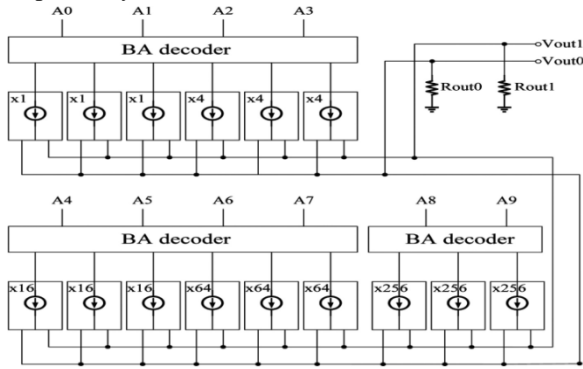 A0 A1 A2 A3
BA decoder
Vout1
Vout0
Rout0 Rout1
x1 x1 x1 x4 x4 x4
A4 A5 A6 A7 A8 A9
BA decoder BA decoder
x16 x16 x16 x64 x64 x64 x256 x256 x256